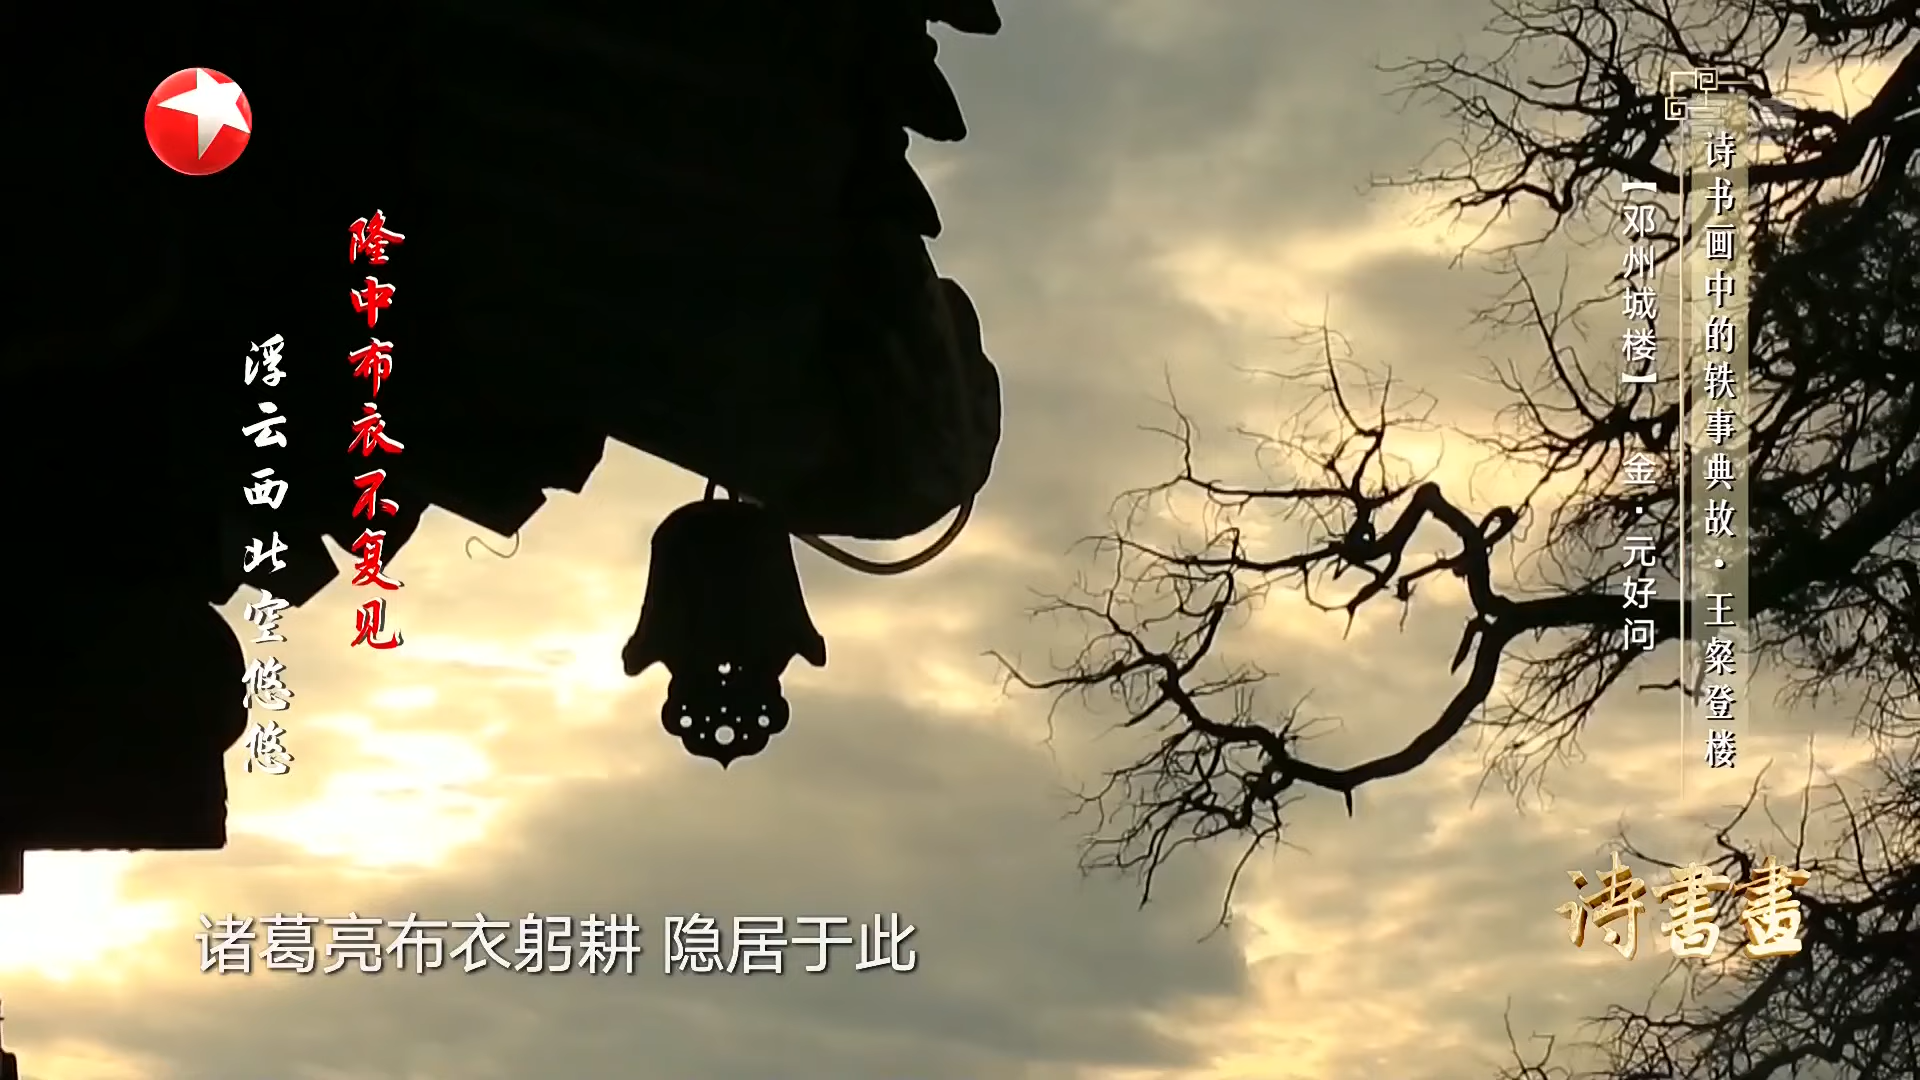 诗书画中的轶事典故·王粲登楼
【邓州城楼】 金·元好问
隆中布衣不复见
浮云西北空悠悠
诗書畫
诸葛亮布衣躬耕 隐居于此